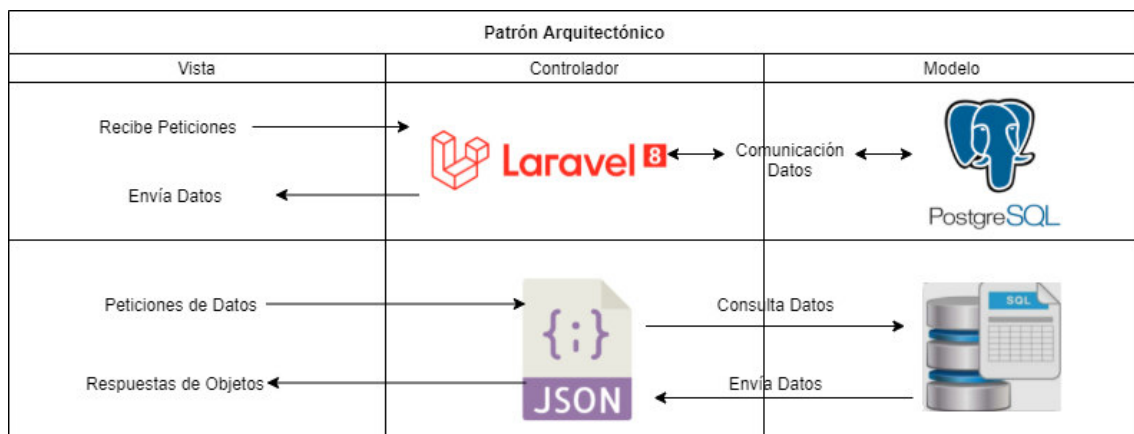 Patrón Arquitectónico
Vista
Controlador
Modelo
Recibe Peticiones
Envía Datos
Laravel 8
Comunicación
Datos
PostgreSQL
Peticiones de Datos
Respuestas de Objetos
{;}
JSON
Consulta Datos
Envía Datos
SQL